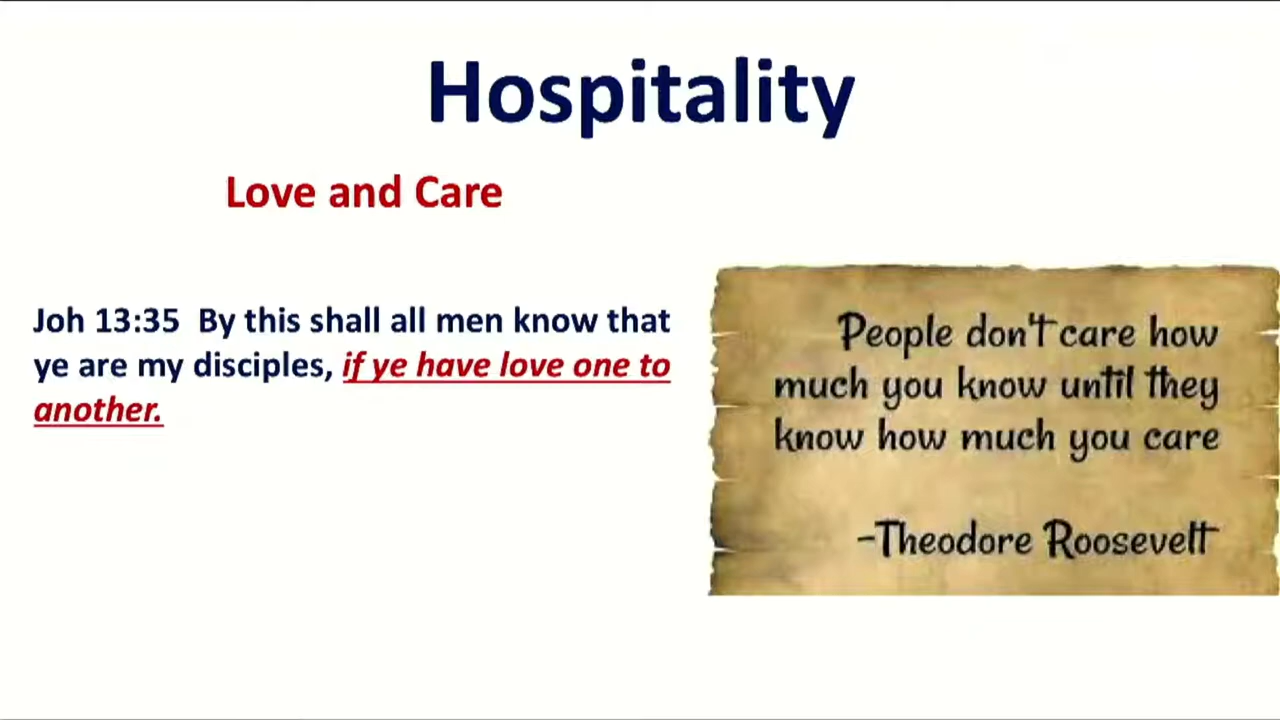 Hospitality
Love and Care
Joh 13:35  By this shall all men know that
ye are my disciples, if ye have love one to
another.
People don't care how
much you know until they
know how much you care
-Theodore Roosevelt